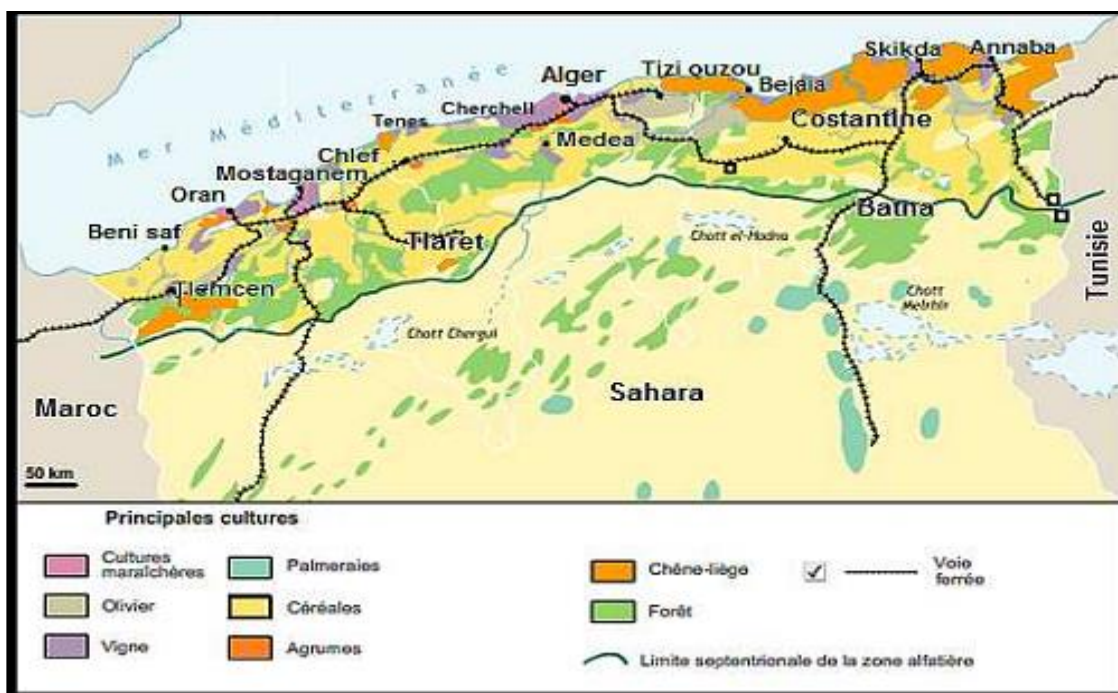 Mer Méditerranée
Skikda
Annaba
Alger
Tizi ouzou
Bejaia
Cherchell
Tenes
Costantine
Medea
Chlef
Mostaganem
Oran
Beni saf
Tiaret
Batna
Chott el-Hodna
Tlemcen
Chott Melrhir
Chott Chergui
Tunisie
Sahara
Maroc
50 km
Principales cultures
Cultures
maraîchères
Palmeraies
Chêne-liège
Voie
ferrée
Olivier
Céréales
Forêt
Vigne
Agrumes
Limite septentrionale de la zone alfatière